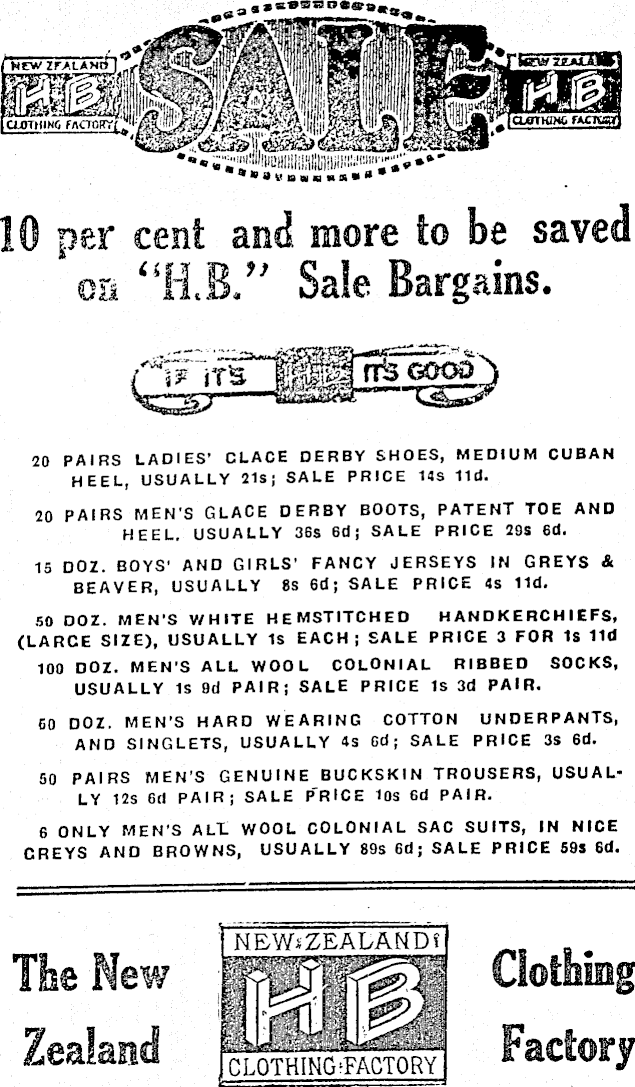 SALE
NEW ZEALAND
HB
CLOTHING FACTORY
NEW ZEALAND
HB
CLOTHING FACTORY
10 per cent and more to be saved
on "H.B." Sale Bargains.
IF IT'S HB IT'S GOOD
20 PAIRS LADIES' GLACE DERBY SHOES, MEDIUM CUBAN
HEEL, USUALLY 21s; SALE PRICE 14s 11d.
20 PAIRS MEN'S GLACE DERBY BOOTS, PATENT TOE AND
HEEL, USUALLY 36s 6d; SALE PRICE 29s 6d.
15 DOZ. BOYS' AND GIRLS' FANCY JERSEYS IN GREYS &
BEAVER, USUALLY 8s 6d; SALE PRICE 4s 11d.
50 DOZ. MEN'S WHITE HEMSTITCHED HANDKERCHIEFS,
(LARGE SIZE), USUALLY 1s EACH; SALE PRICE 3 FOR 1s 11d
100 DOZ. MEN'S ALL WOOL COLONIAL RIBBED SOCKS,
USUALLY 1s 9d PAIR; SALE PRICE 1s 3d PAIR.
50 DOZ. MEN'S HARD WEARING COTTON UNDERPANTS,
AND SINGLETS, USUALLY 4s 6d; SALE PRICE 3s 6d.
50 PAIRS MEN'S GENUINE BUCKSKIN TROUSERS, USUAL-
LY 12s 6d PAIR; SALE PRICE 10s 6d PAIR.
6 ONLY MEN'S ALL WOOL COLONIAL SAC SUITS, IN NICE
GREYS AND BROWNS, USUALLY 89s 6d; SALE PRICE 59s 6d.
The New
Zealand
NEW ZEALAND
HB
CLOTHING FACTORY
Clothing
Factory